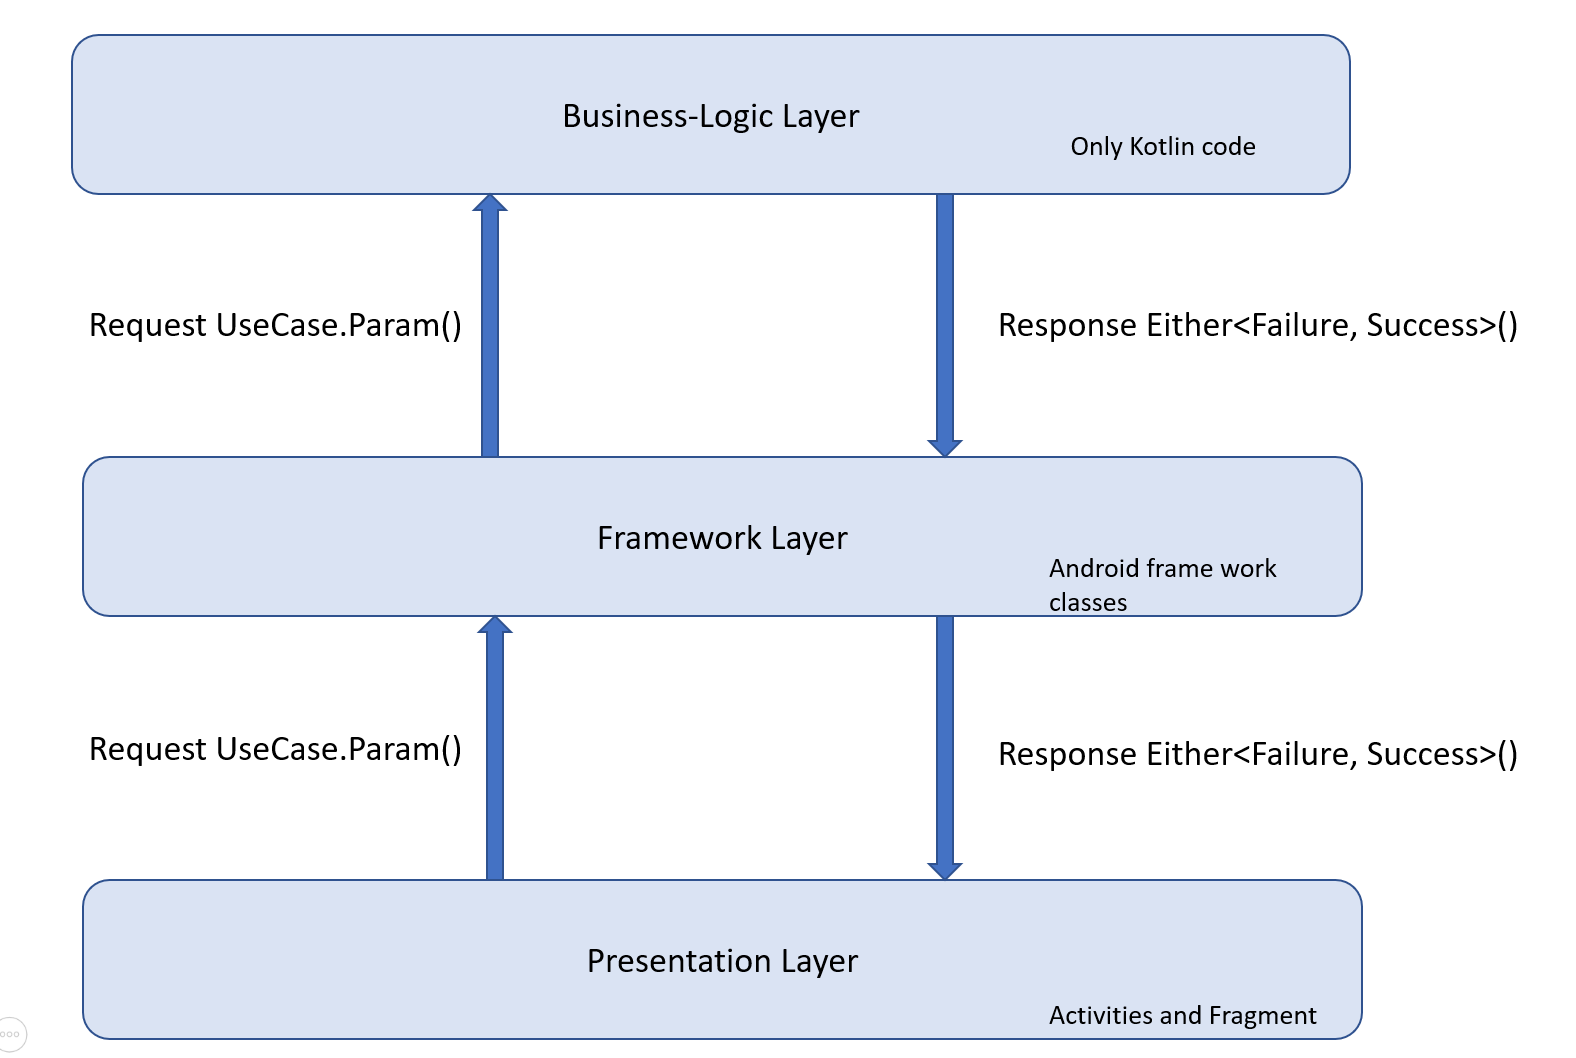 Business-Logic Layer
Only Kotlin code
Request UseCase.Param()
Response Either<Failure, Success>()
Framework Layer
Android frame work
classes
Request UseCase.Param()
Response Either<Failure, Success>()
Presentation Layer
Activities and Fragment